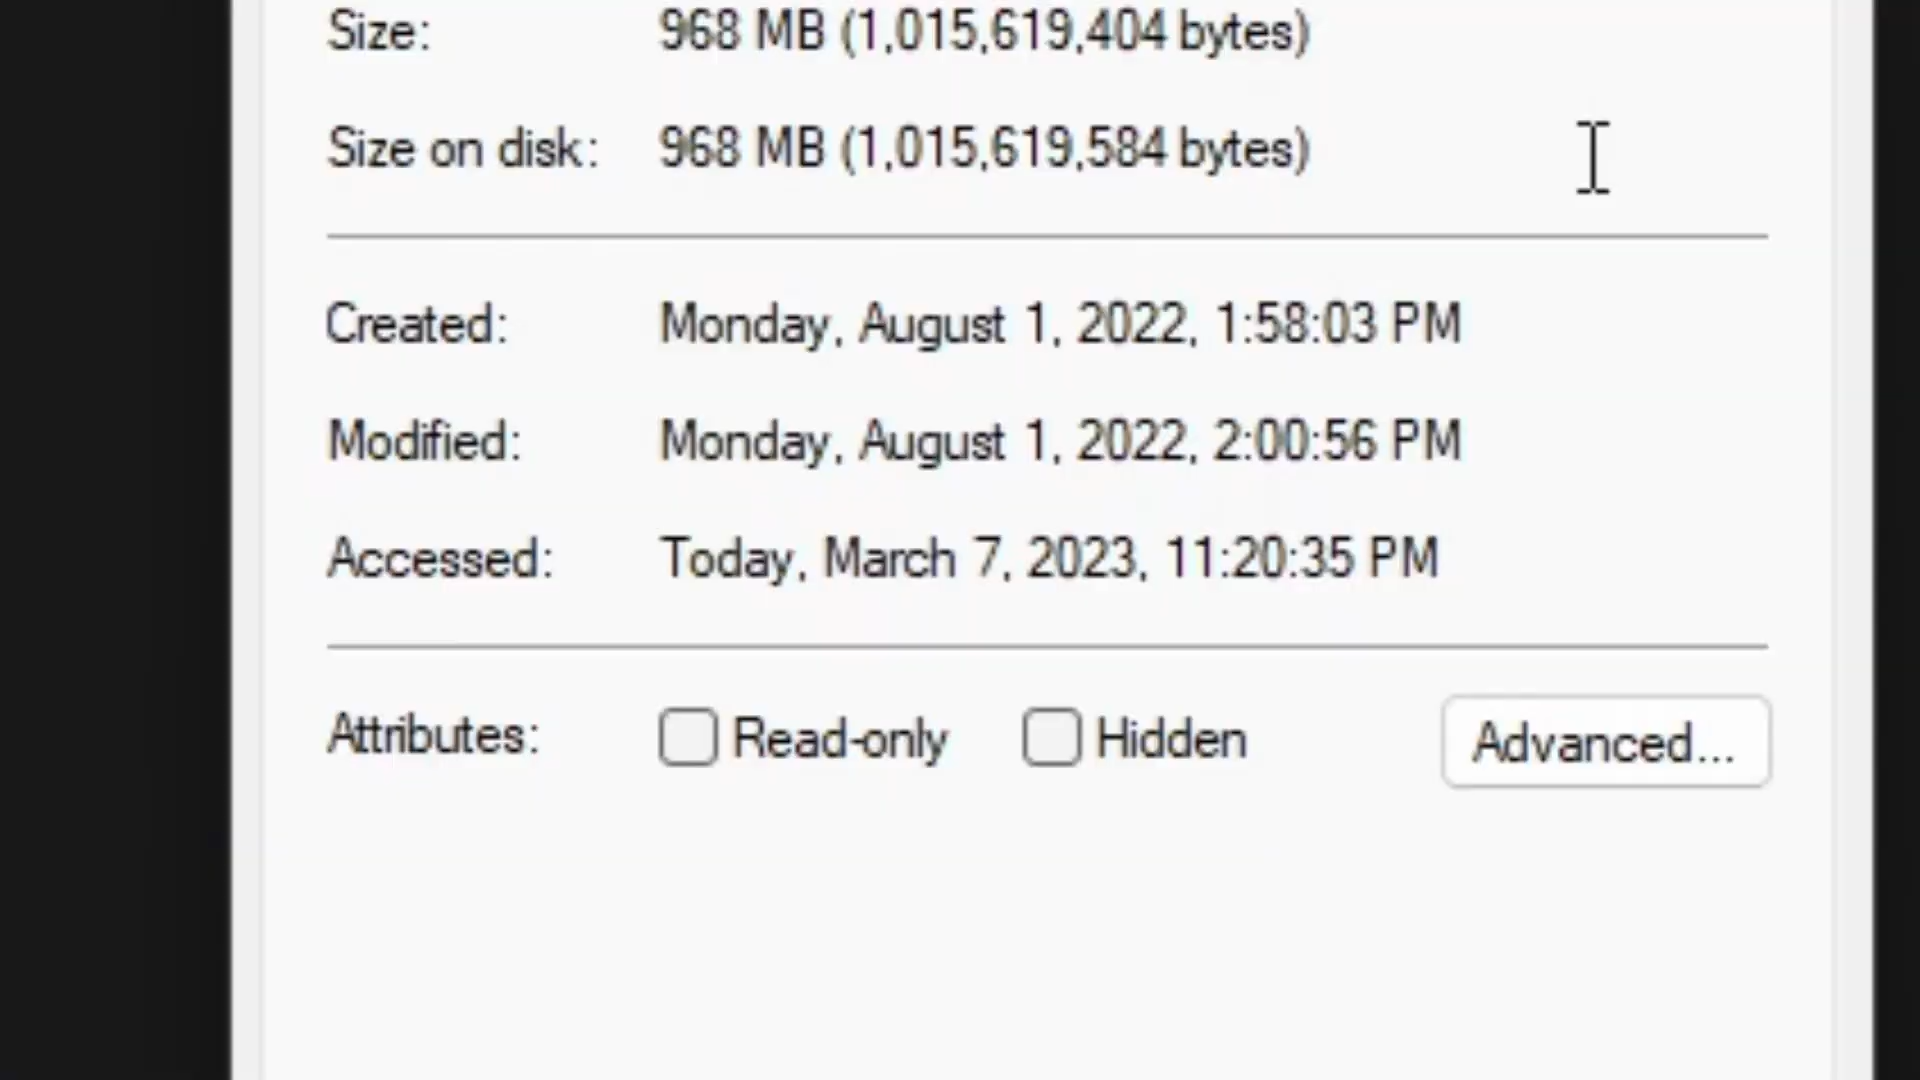 Size: 968 MB (1,015,619,404 bytes)
Size on disk: 968 MB (1,015,619,584 bytes)
Created: Monday, August 1, 2022, 1:58:03 PM
Modified: Monday, August 1, 2022, 2:00:56 PM
Accessed: Today, March 7, 2023, 11:20:35 PM
Attributes: Read-only Hidden Advanced...